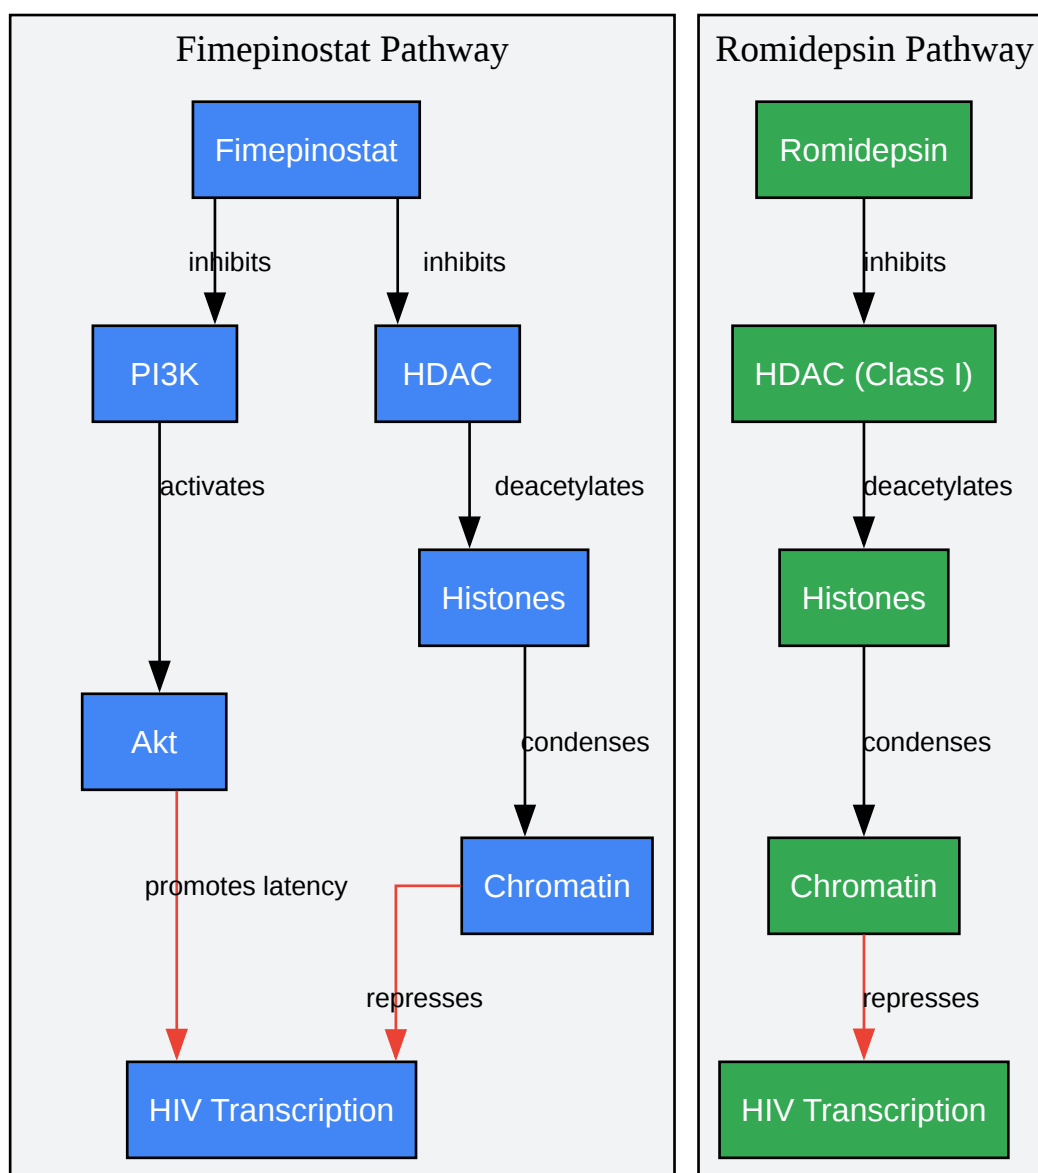 Fimepinostat Pathway
Fimepinostat
inhibits
inhibits
PI3K
HDAC
activates
deacetylates
Histones
Akt
condenses
promotes latency
Chromatin
represses
HIV Transcription
Romidepsin Pathway
Romidepsin
inhibits
HDAC (Class I)
deacetylates
Histones
condenses
Chromatin
represses
HIV Transcription